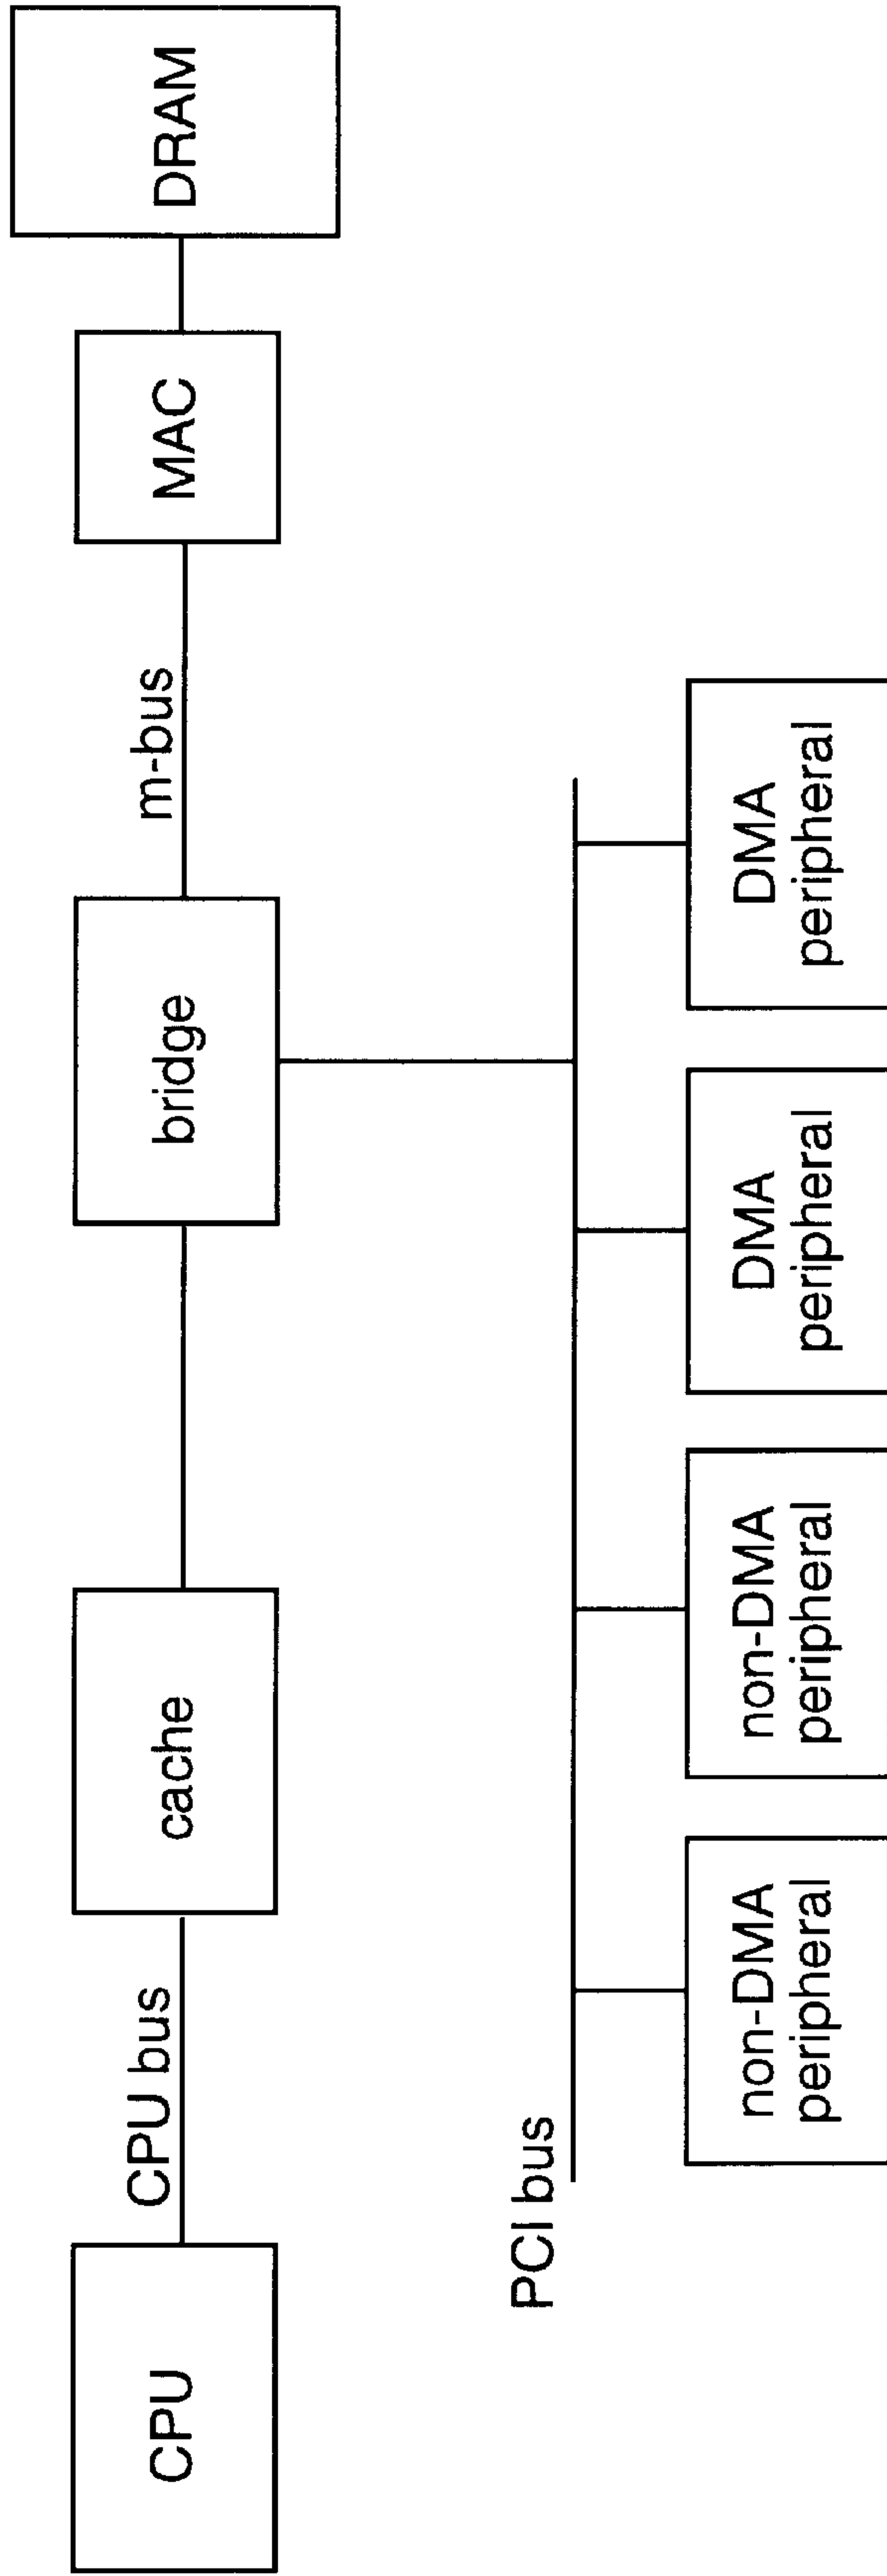 CPU
CPU bus
cache
bridge
m-bus
MAC
DRAM
PCI bus
non-DMA
peripheral
non-DMA
peripheral
DMA
peripheral
DMA
peripheral